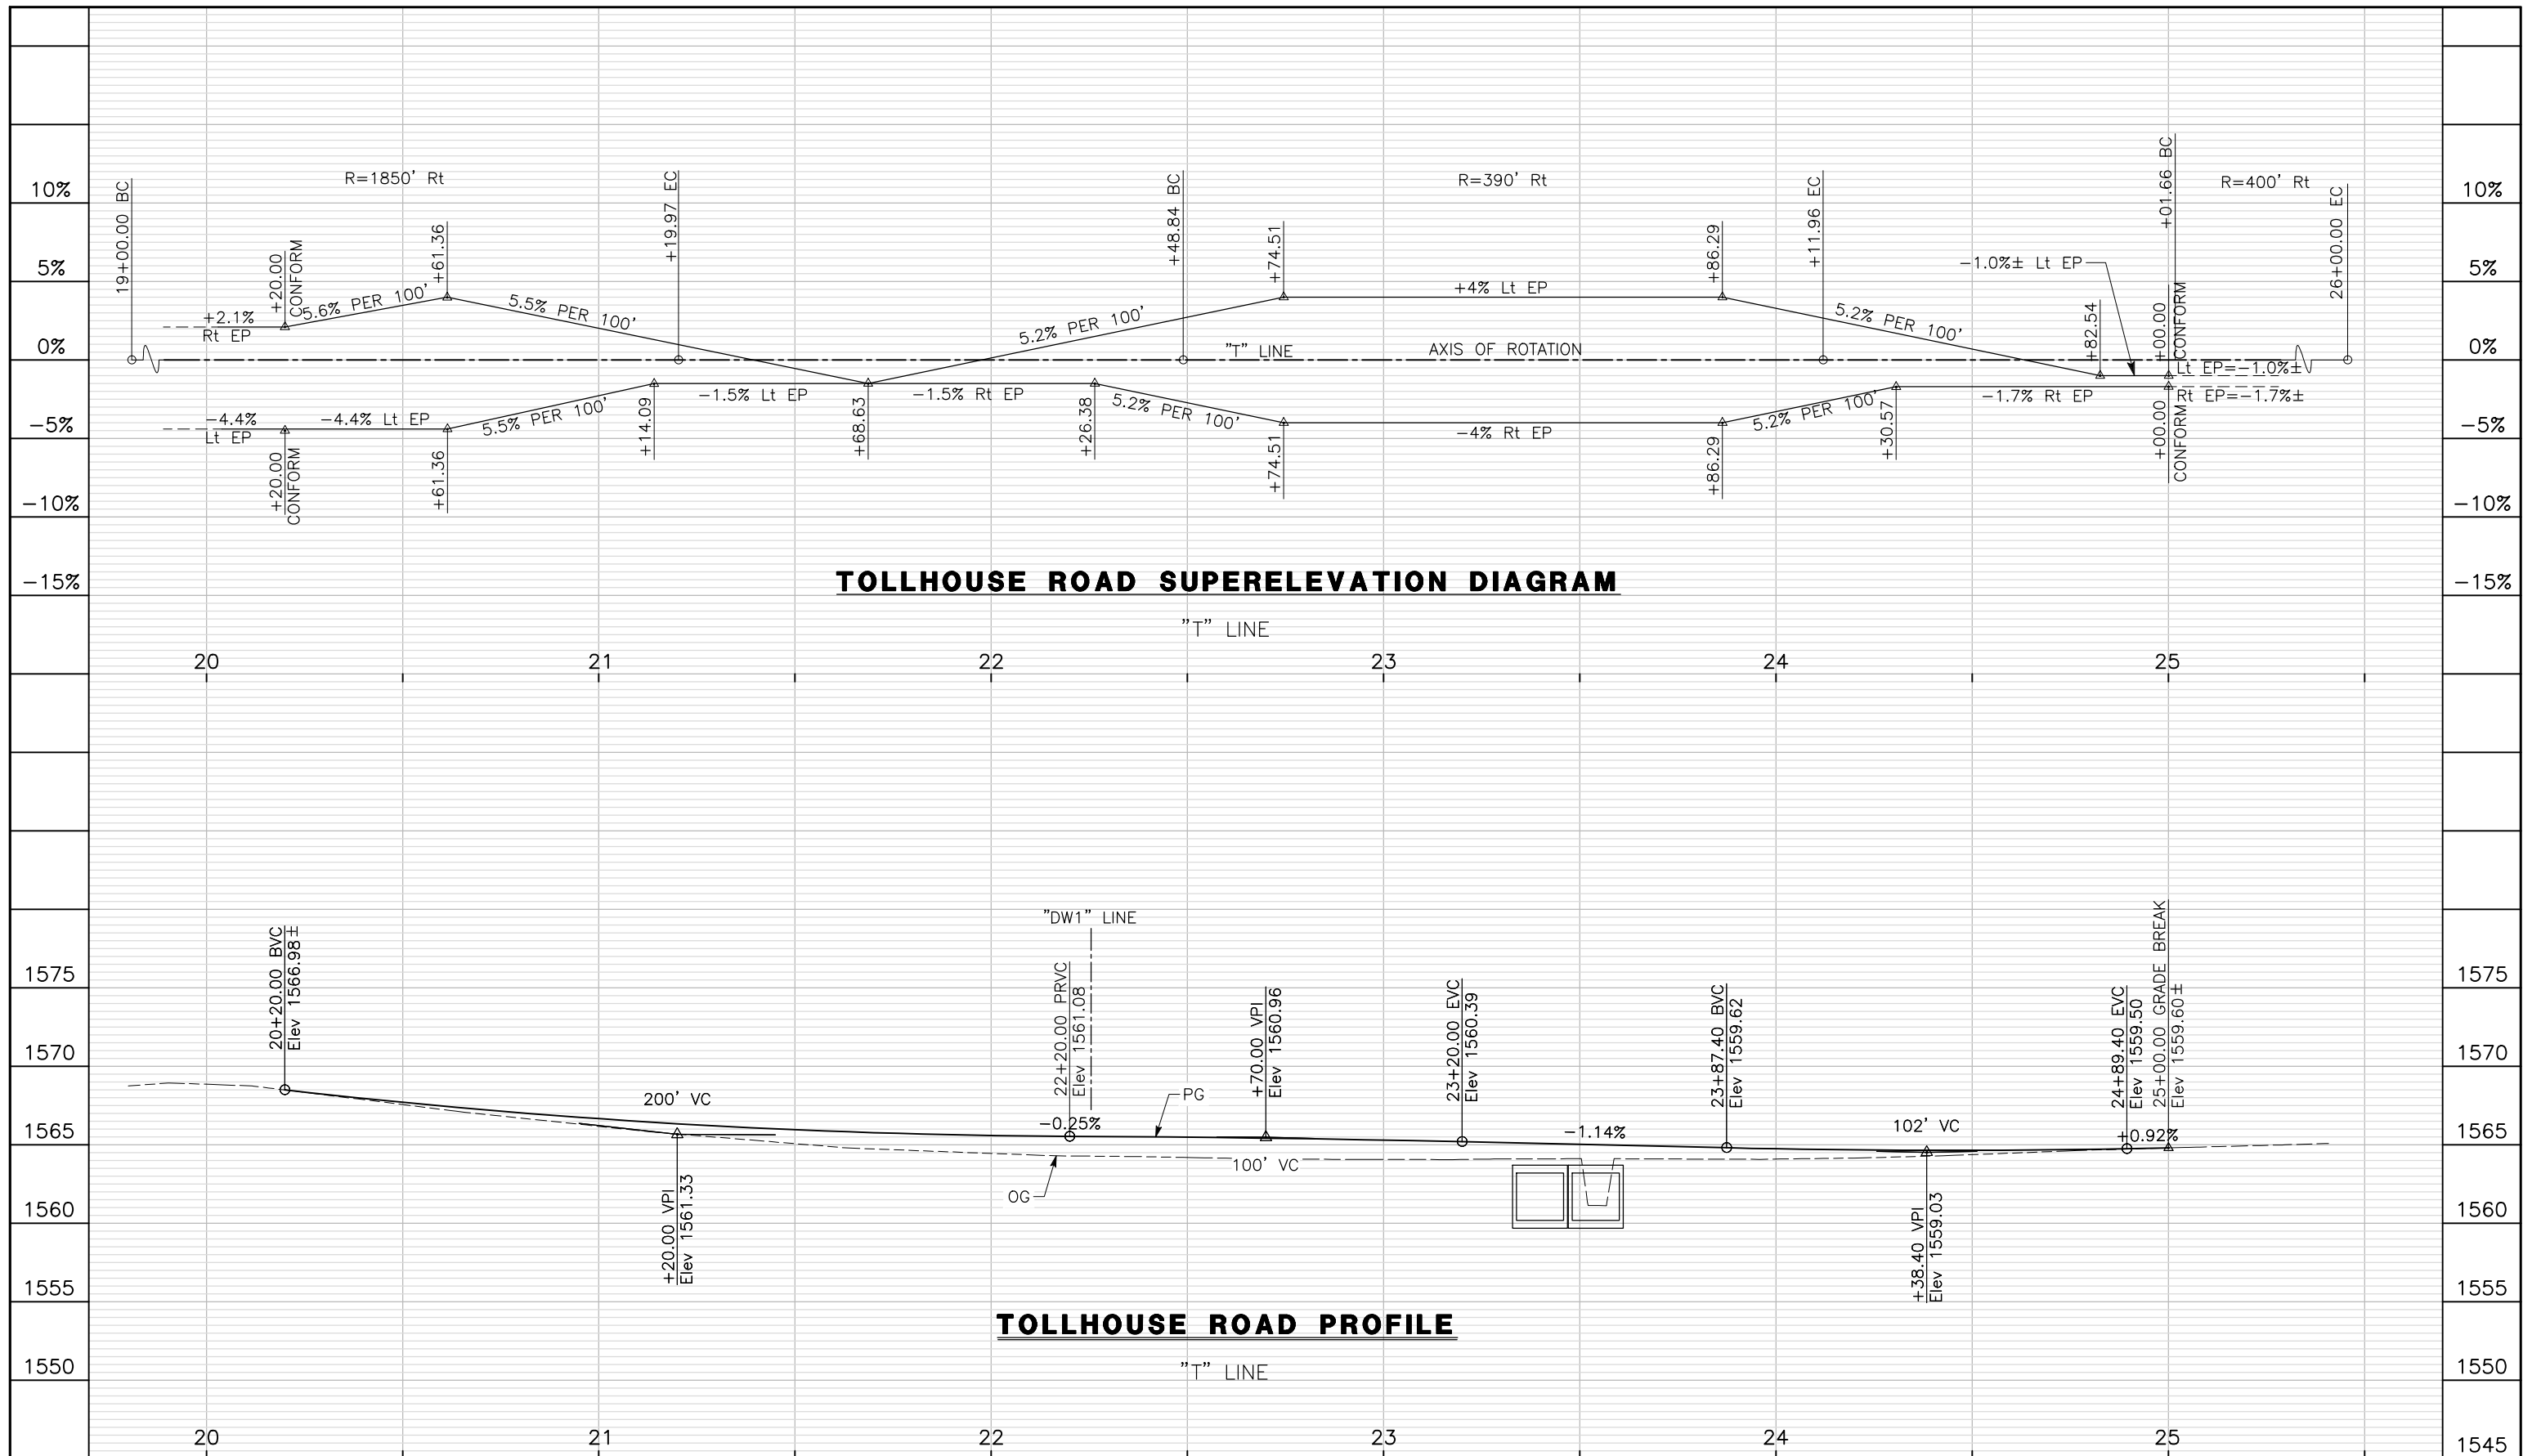 10%
5%
0%
−5%
−10%
−15%
10%
5%
0%
−5%
−10%
−15%
19+00.00 BC
R=1850' Rt
+19.97 EC
+48.84 BC
R=390' Rt
+11.96 EC
+01.66 BC
R=400' Rt
26+00.00 EC
+2.1%
Rt EP
+20.00
CONFORM
5.6% PER 100'
+61.36
5.5% PER 100'
5.2% PER 100'
+74.51
+4% Lt EP
+86.29
5.2% PER 100'
−1.0%± Lt EP
+82.54
+00.00
CONFORM
"T" LINE
AXIS OF ROTATION
Lt EP=−1.0%±
Rt EP=−1.7%±
−4.4%
Lt EP
−4.4% Lt EP
+20.00
CONFORM
+61.36
5.5% PER 100'
+14.09
−1.5% Lt EP
+68.63
−1.5% Rt EP
+26.38
5.2% PER 100'
+74.51
−4% Rt EP
+86.29
5.2% PER 100'
+30.57
−1.7% Rt EP
+00.00
CONFORM
TOLLHOUSE ROAD SUPERELEVATION DIAGRAM
"T" LINE
20 21 22 23 24 25
1575
1570
1565
1560
1555
1550
1575
1570
1565
1560
1555
1550
1545
20+20.00 BVC
Elev 1566.98±
200' VC
+20.00 VPI
Elev 1561.33
"DW1" LINE
22+20.00 PRVC
Elev 1561.08
−0.25%
PG
OG
+70.00 VPI
Elev 1560.96
100' VC
23+20.00 EVC
Elev 1560.39
−1.14%
23+87.40 BVC
Elev 1559.62
102' VC
+38.40 VPI
Elev 1559.03
24+89.40 EVC
Elev 1559.50
+0.92%
25+00.00 GRADE BREAK
Elev 1559.60±
TOLLHOUSE ROAD PROFILE
"T" LINE
20 21 22 23 24 25